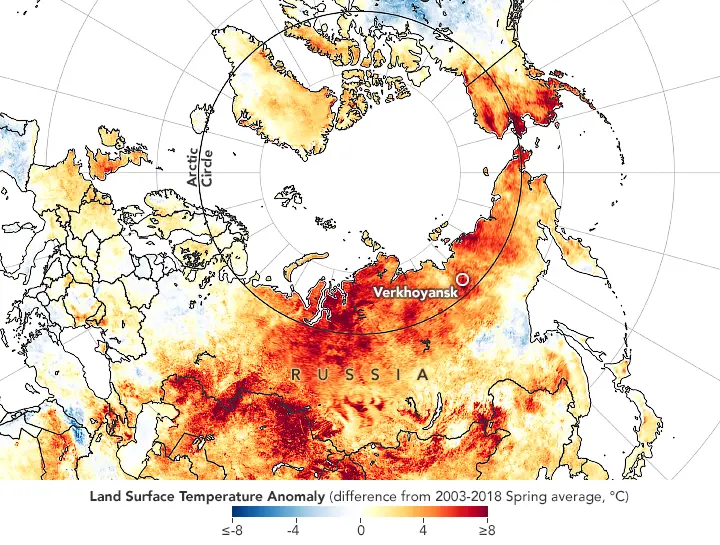 Arctic
Circle
Verkhoyansk
RUSSIA
Land Surface Temperature Anomaly (difference from 2003-2018 Spring average, °C)
≤-8 -4 0 4 ≥8